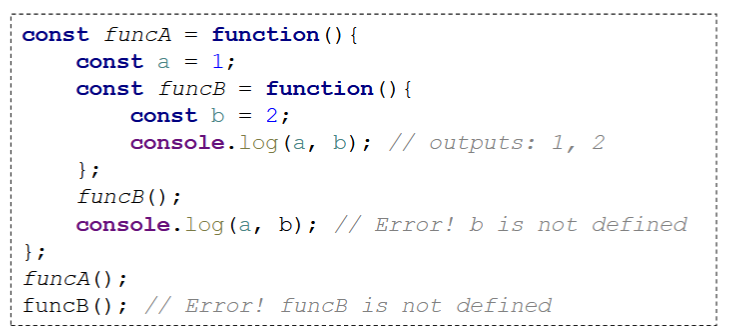 const funcA = function(){
    const a = 1;
    const funcB = function(){
        const b = 2;
        console.log(a, b); // outputs: 1, 2
    };
    funcB();
    console.log(a, b); // Error! b is not defined
};
funcA();
funcB(); // Error! funcB is not defined